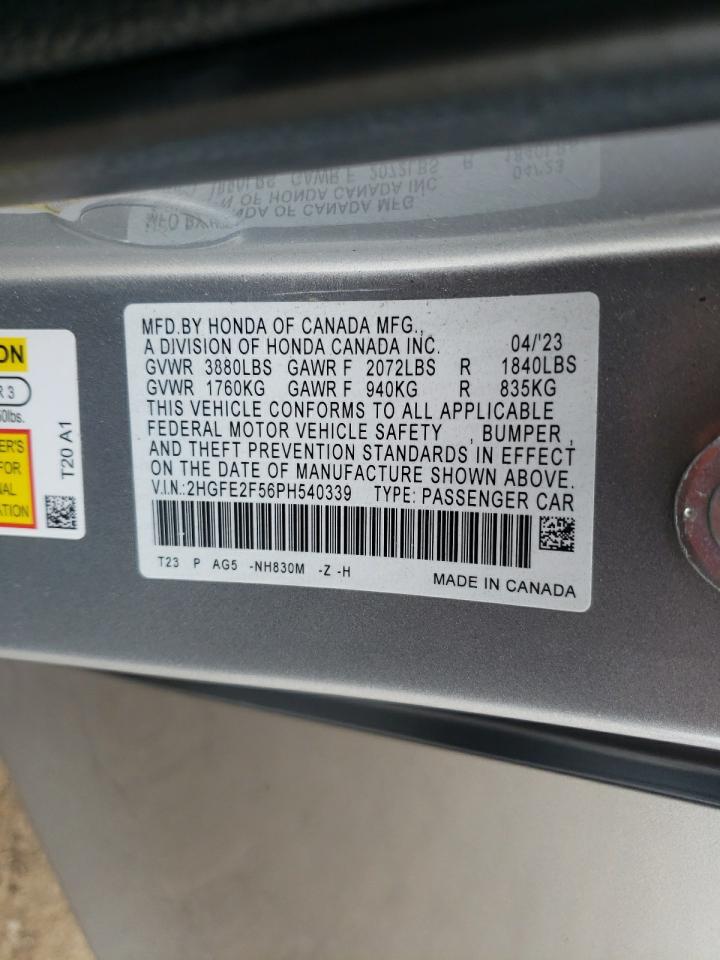 MFD.BY HONDA OF CANADA MFG.,
A DIVISION OF HONDA CANADA INC. 04/'23
GVWR 3880LBS GAWR F 2072LBS R 1840LBS
GVWR 1760KG GAWR F 940KG R 835KG
THIS VEHICLE CONFORMS TO ALL APPLICABLE
FEDERAL MOTOR VEHICLE SAFETY , BUMPER ,
AND THEFT PREVENTION STANDARDS IN EFFECT
ON THE DATE OF MANUFACTURE SHOWN ABOVE.
V.I.N.:2HGFE2F56PH540339 TYPE: PASSENGER CAR
T23 P AG5 -NH830M -Z -H
MADE IN CANADA
T20 A1